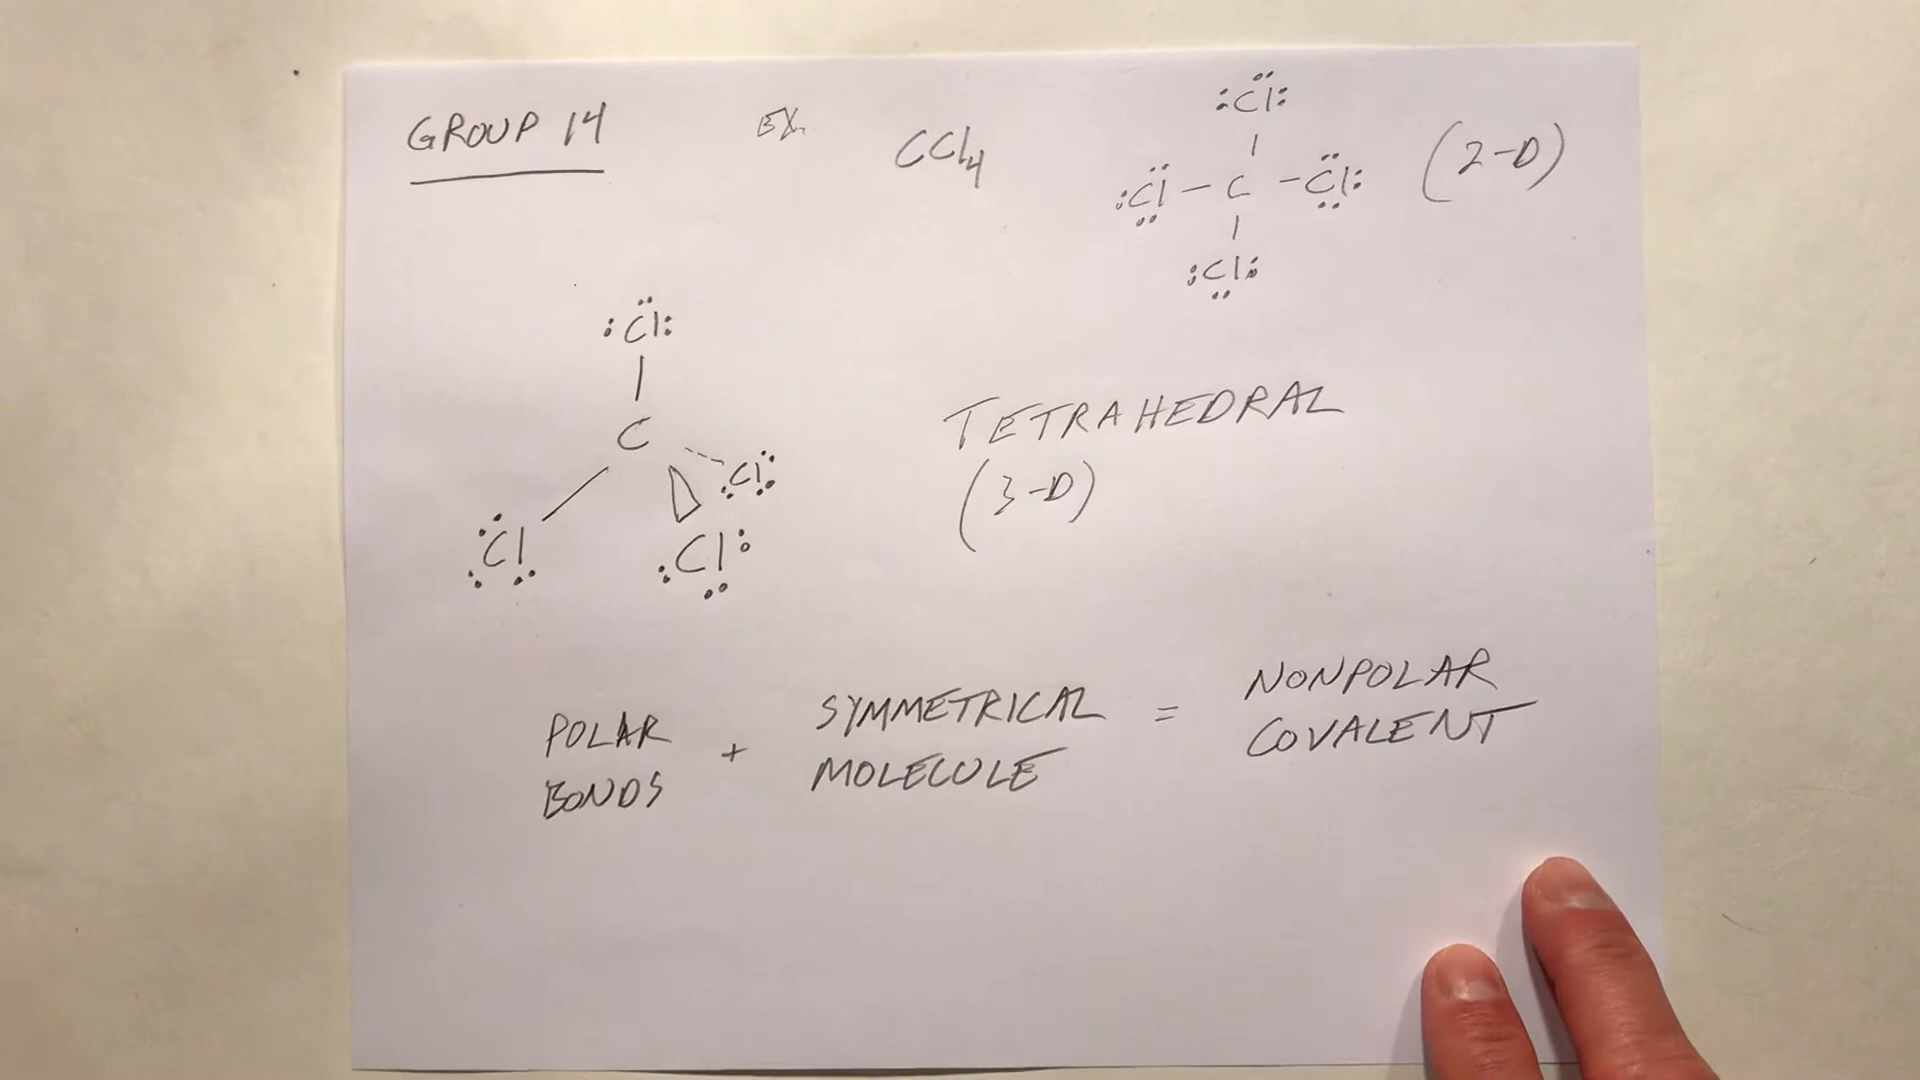 GROUP 14 EX. CCl4 (2-D)
:Cl:
:Cl - C - Cl:
:Cl:
:Cl:
C
Cl
Cl
:Cl:
TETRAHEDRAL
(3-D)
POLAR BONDS + SYMMETRICAL MOLECULE = NONPOLAR COVALENT